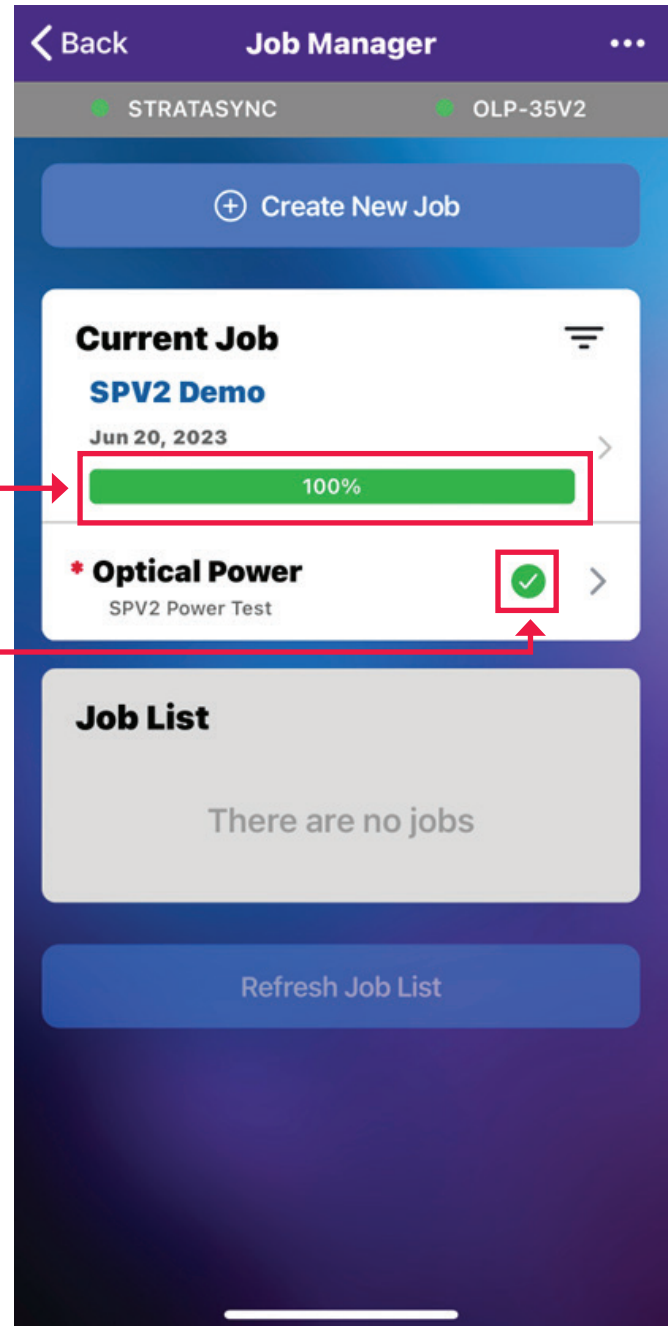 Back
Job Manager
STRATASYNC
OLP-35V2
Create New Job
Current Job
SPV2 Demo
Jun 20, 2023
100%
* Optical Power
SPV2 Power Test
Job List
There are no jobs
Refresh Job List